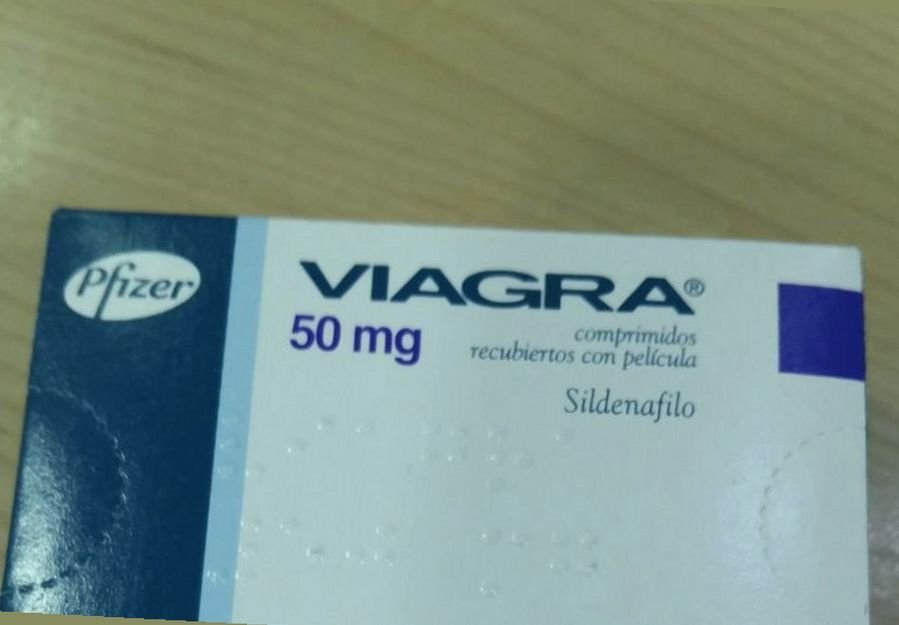 Pfizer
VIAGRA®
50 mg
comprimidos
recubiertos con película
Sildenafilo